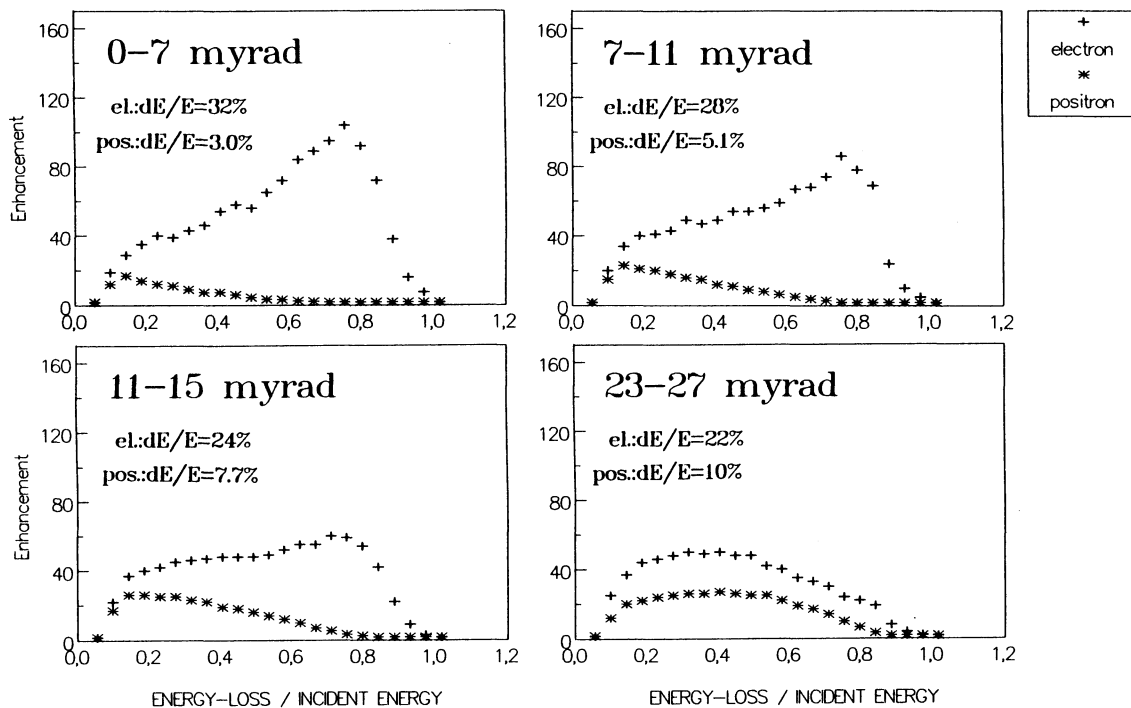 160
120
80
40
0
Enhancement
0-7 myrad
el.:dE/E=32%
pos.:dE/E=3.0%
0,0 0,2 0,4 0,6 0,8 1,0 1,2
160
120
80
40
0
7-11 myrad
el.:dE/E=28%
pos.:dE/E=5.1%
0,0 0,2 0,4 0,6 0,8 1,0 1,2
electron
positron
160
120
80
40
0
Enhancement
11-15 myrad
el.:dE/E=24%
pos.:dE/E=7.7%
0,0 0,2 0,4 0,6 0,8 1,0 1,2
ENERGY-LOSS / INCIDENT ENERGY
160
120
80
40
0
23-27 myrad
el.:dE/E=22%
pos.:dE/E=10%
0,0 0,2 0,4 0,6 0,8 1,0 1,2
ENERGY-LOSS / INCIDENT ENERGY